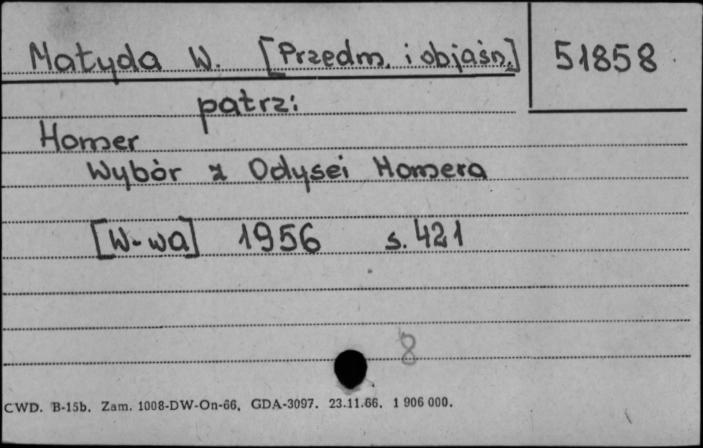 Matyda W. [Przedm. i objaśn.]
51858
patrz:
Homer
Wybór z Odysei Homera
[W-wa] 1956 s. 421
8
CWD. B-15b. Zam. 1008-DW-On-66. GDA-3097. 23.11.66. 1 906 000.